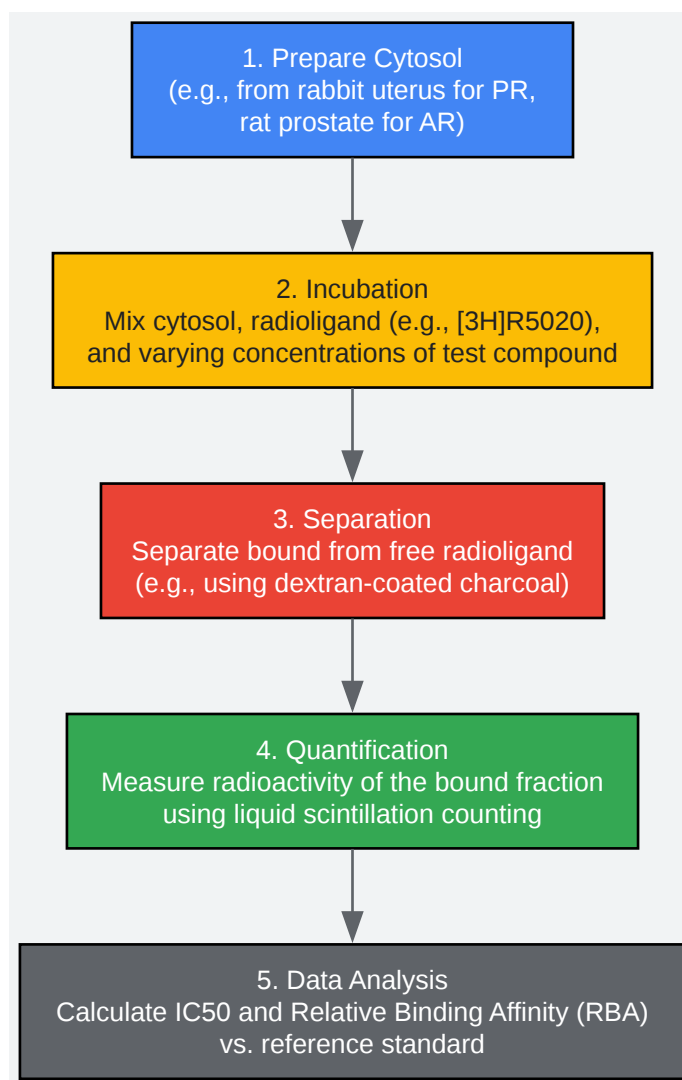 1. Prepare Cytosol
(e.g., from rabbit uterus for PR,
rat prostate for AR)
2. Incubation
Mix cytosol, radioligand (e.g., [3H]R5020),
and varying concentrations of test compound
3. Separation
Separate bound from free radioligand
(e.g., using dextran-coated charcoal)
4. Quantification
Measure radioactivity of the bound fraction
using liquid scintillation counting
5. Data Analysis
Calculate IC50 and Relative Binding Affinity (RBA)
vs. reference standard